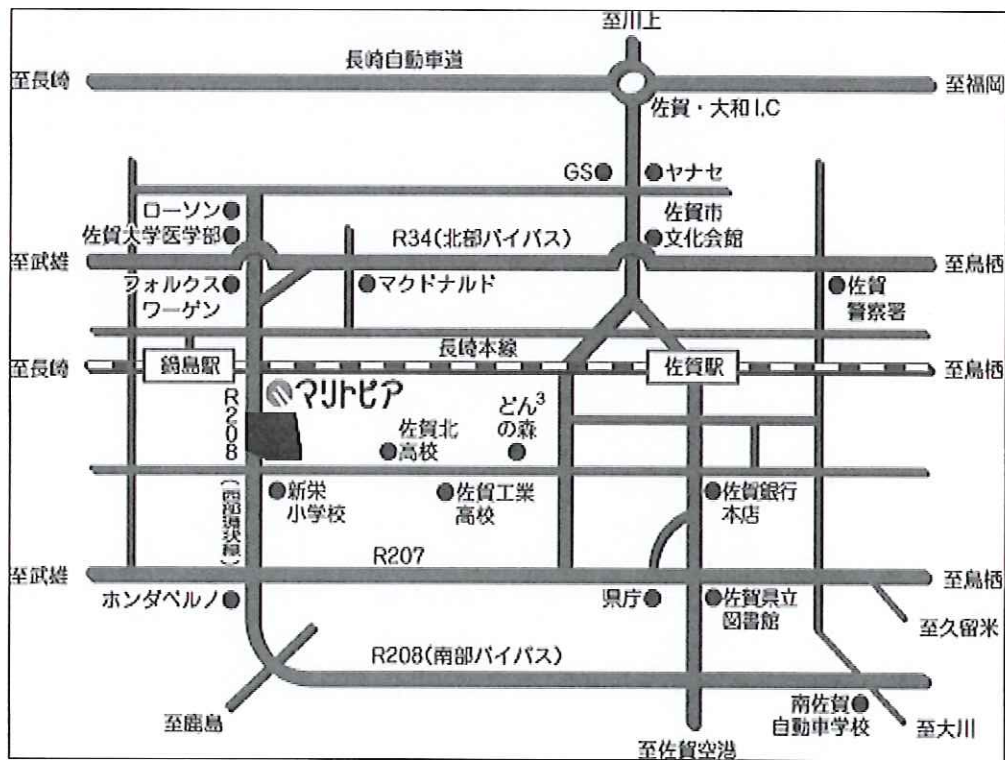 至川上
長崎自動車道
至長崎
至福岡
佐賀・大和I.C
GS
ヤナセ
ローソン
佐賀市
文化会館
佐賀大学医学部
R34(北部バイパス)
至武雄
至鳥栖
フォルクス
ワーゲン
マクドナルド
佐賀
警察署
長崎本線
至長崎
鍋島駅
佐賀駅
至鳥栖
マリトピア
R208
(西部環状線)
佐賀北
高校
どん3
の森
新栄
小学校
佐賀工業
高校
佐賀銀行
本店
R207
至武雄
至鳥栖
ホンダベルノ
県庁
佐賀県立
図書館
至久留米
R208(南部バイパス)
至鹿島
南佐賀
自動車学校
至大川
至佐賀空港